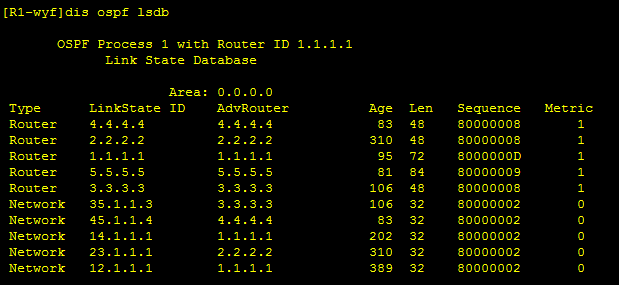 [R1-wyf]dis ospf lsdb
OSPF Process 1 with Router ID 1.1.1.1
Link State Database
Area: 0.0.0.0
Type LinkState ID AdvRouter Age Len Sequence Metric
Router 4.4.4.4 4.4.4.4 83 48 80000008 1
Router 2.2.2.2 2.2.2.2 310 48 80000008 1
Router 1.1.1.1 1.1.1.1 95 72 8000000D 1
Router 5.5.5.5 5.5.5.5 81 84 80000009 1
Router 3.3.3.3 3.3.3.3 106 48 80000008 1
Network 35.1.1.3 3.3.3.3 106 32 80000002 0
Network 45.1.1.4 4.4.4.4 83 32 80000002 0
Network 14.1.1.1 1.1.1.1 202 32 80000002 0
Network 23.1.1.1 2.2.2.2 310 32 80000002 0
Network 12.1.1.1 1.1.1.1 389 32 80000002 0